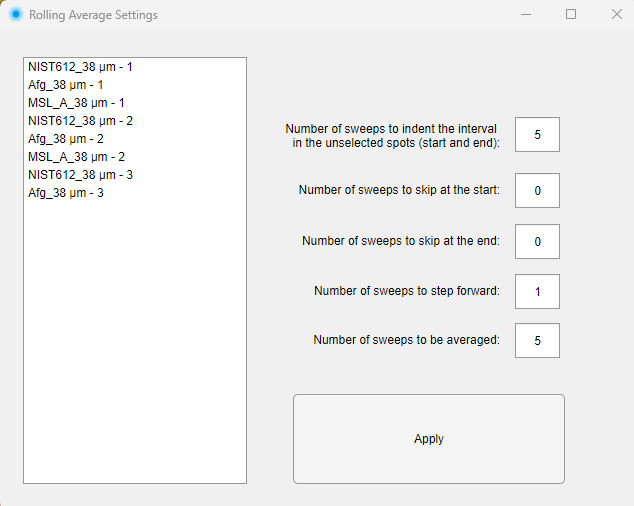 Rolling Average Settings
NIST612_38 µm - 1
Afg_38 µm - 1
MSL_A_38 µm - 1
NIST612_38 µm - 2
Afg_38 µm - 2
MSL_A_38 µm - 2
NIST612_38 µm - 3
Afg_38 µm - 3
Number of sweeps to indent the interval
in the unselected spots (start and end):
5
Number of sweeps to skip at the start:
0
Number of sweeps to skip at the end:
0
Number of sweeps to step forward:
1
Number of sweeps to be averaged:
5
Apply